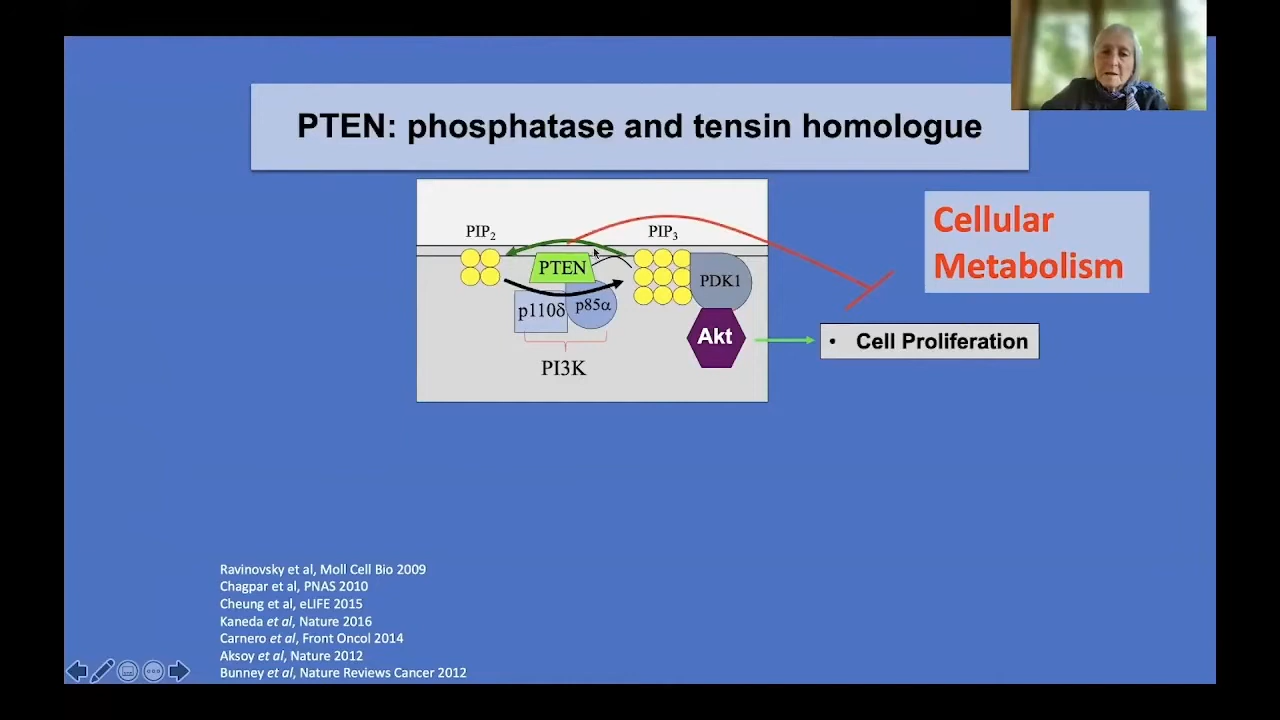 PTEN: phosphatase and tensin homologue
Cellular
Metabolism
PIP2
PIP3
PTEN
PDK1
p110δ
p85α
Akt
• Cell Proliferation
PI3K
Ravinovsky et al, Moll Cell Bio 2009
Chagpar et al, PNAS 2010
Cheung et al, eLIFE 2015
Kaneda et al, Nature 2016
Carnero et al, Front Oncol 2014
Aksoy et al, Nature 2012
Bunney et al, Nature Reviews Cancer 2012